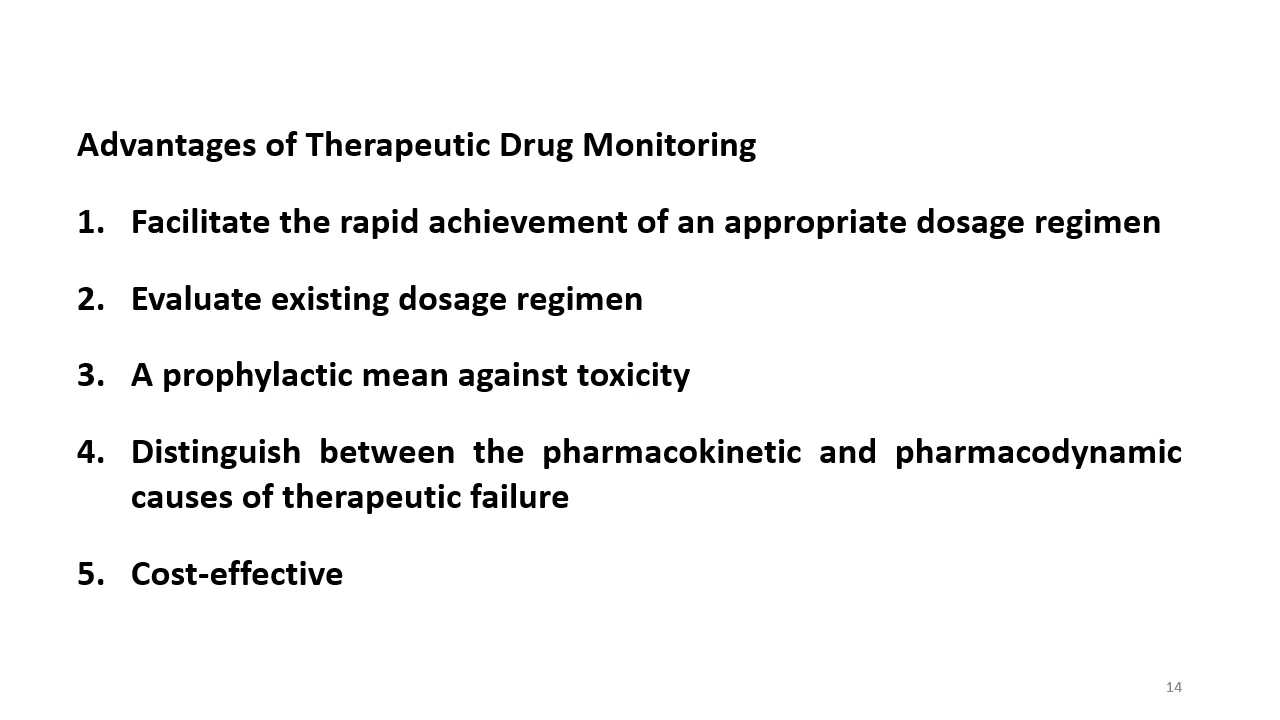 Advantages of Therapeutic Drug Monitoring
1. Facilitate the rapid achievement of an appropriate dosage regimen
2. Evaluate existing dosage regimen
3. A prophylactic mean against toxicity
4. Distinguish between the pharmacokinetic and pharmacodynamic
causes of therapeutic failure
5. Cost-effective
14